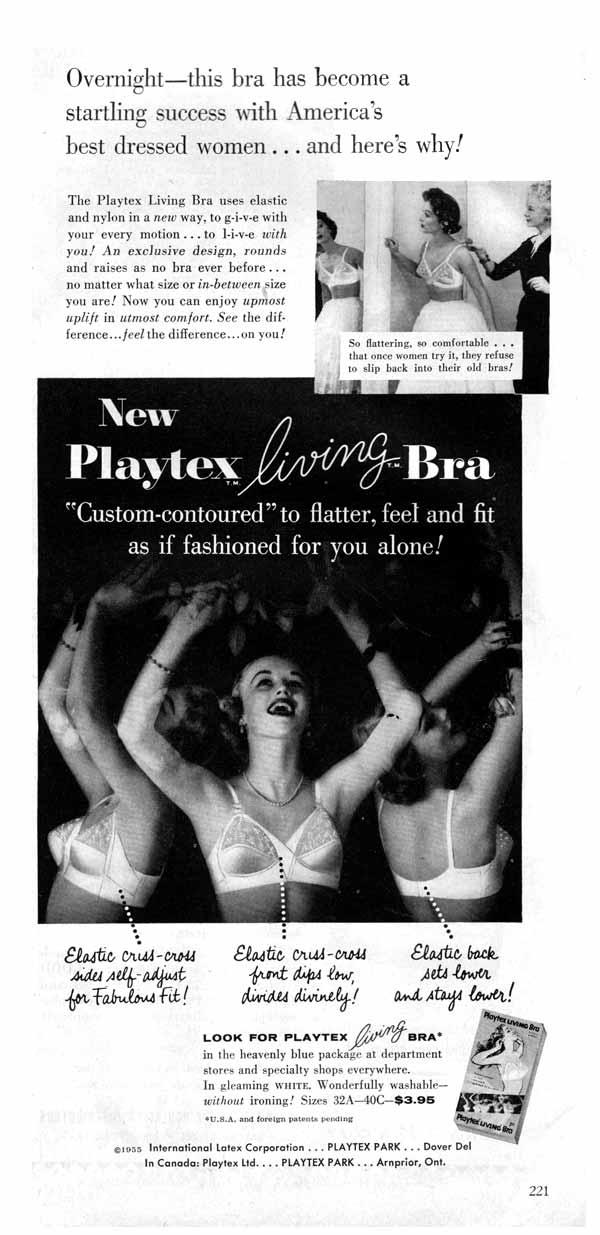 Overnight—this bra has become a
startling success with America's
best dressed women . . . and here's why!
The Playtex Living Bra uses elastic
and nylon in a new way, to g-i-v-e with
your every motion . . . to l-i-v-e with
you! An exclusive design, rounds
and raises as no bra ever before . . .
no matter what size or in-between size
you are! Now you can enjoy upmost
uplift in utmost comfort. See the dif-
ference...feel the difference...on you!
So flattering, so comfortable . . .
that once women try it, they refuse
to slip back into their old bras!
New
Playtex T.M. living T.M. Bra
"Custom-contoured" to flatter, feel and fit
as if fashioned for you alone!
Elastic criss-cross
sides self-adjust
for Fabulous Fit!
Elastic criss-cross
front dips low,
divides divinely!
Elastic back
sets lower
and stays lower!
LOOK FOR PLAYTEX living BRA*
in the heavenly blue package at department
stores and specialty shops everywhere.
In gleaming WHITE. Wonderfully washable—
without ironing! Sizes 32A—40C—$3.95
*U.S.A. and foreign patents pending
Playtex LIVING Bra
Playtex LIVING Bra
©1955 International Latex Corporation . . . PLAYTEX PARK . . . Dover Del
In Canada: Playtex Ltd. . . . PLAYTEX PARK . . . Arnprior, Ont.
221